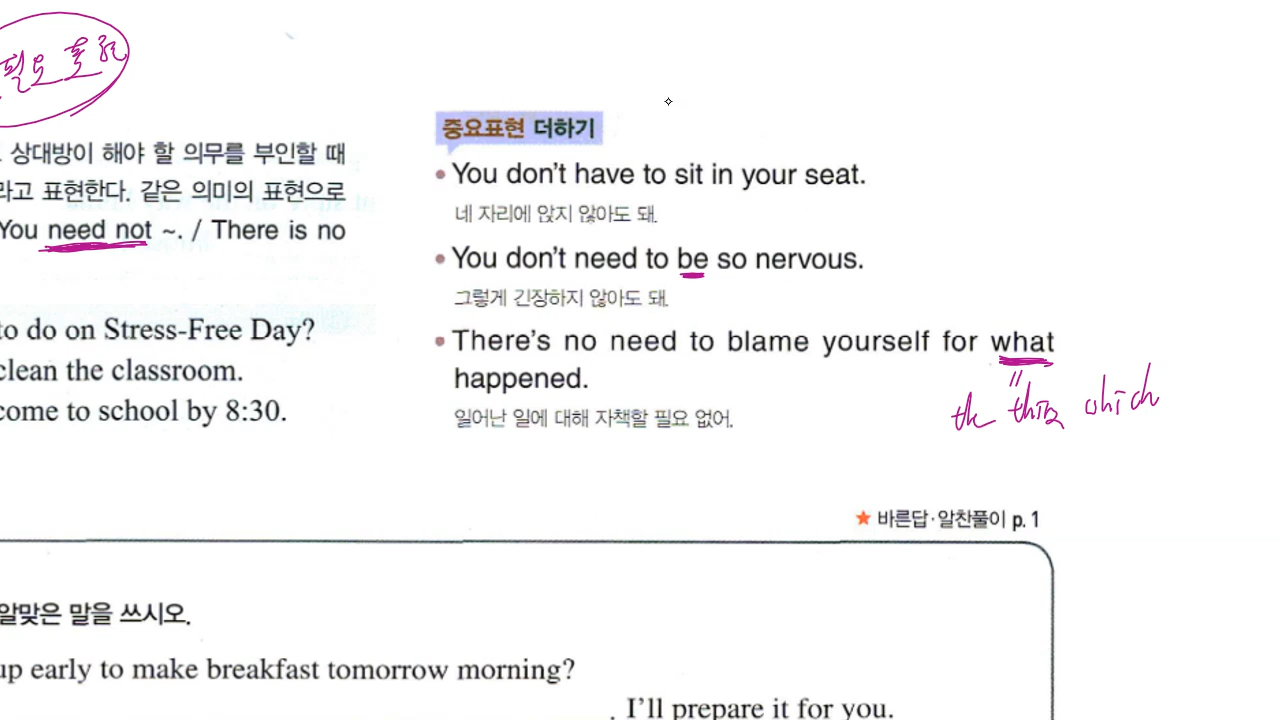 필요 없다
상대방이 해야 할 의무를 부인할 때
라고 표현한다. 같은 의미의 표현으로
You need not ~. / There is no
to do on Stress-Free Day?
clean the classroom.
come to school by 8:30.
중요표현 더하기
• You don't have to sit in your seat.
네 자리에 앉지 않아도 돼.
• You don't need to be so nervous.
그렇게 긴장하지 않아도 돼.
• There's no need to blame yourself for what
happened.
"
the thing which
일어난 일에 대해 자책할 필요 없어.
★ 바른답·알찬풀이 p. 1
알맞은 말을 쓰시오.
up early to make breakfast tomorrow morning?
. I'll prepare it for you.